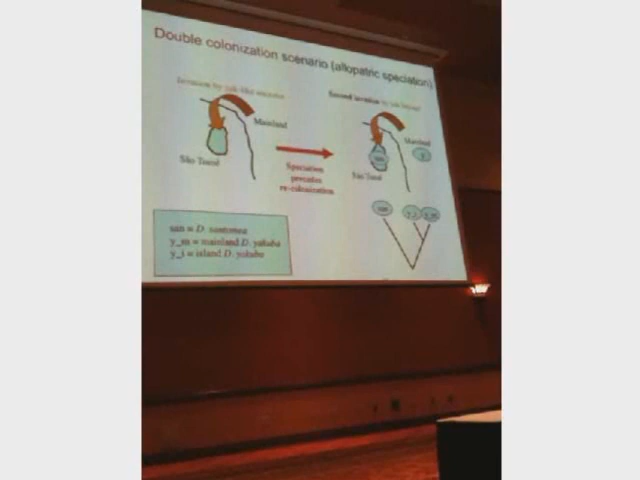 Double colonization scenario (allopatric speciation)
Invasion by yak-like ancestor
Second invasion by yak
Mainland
Mainland
São Tomé
São Tomé
san
y
Speciation
precedes
re-colonization
san
y_i
y_m
san = D. santomea
y_m = mainland D. yakuba
y_i = island D. yakuba